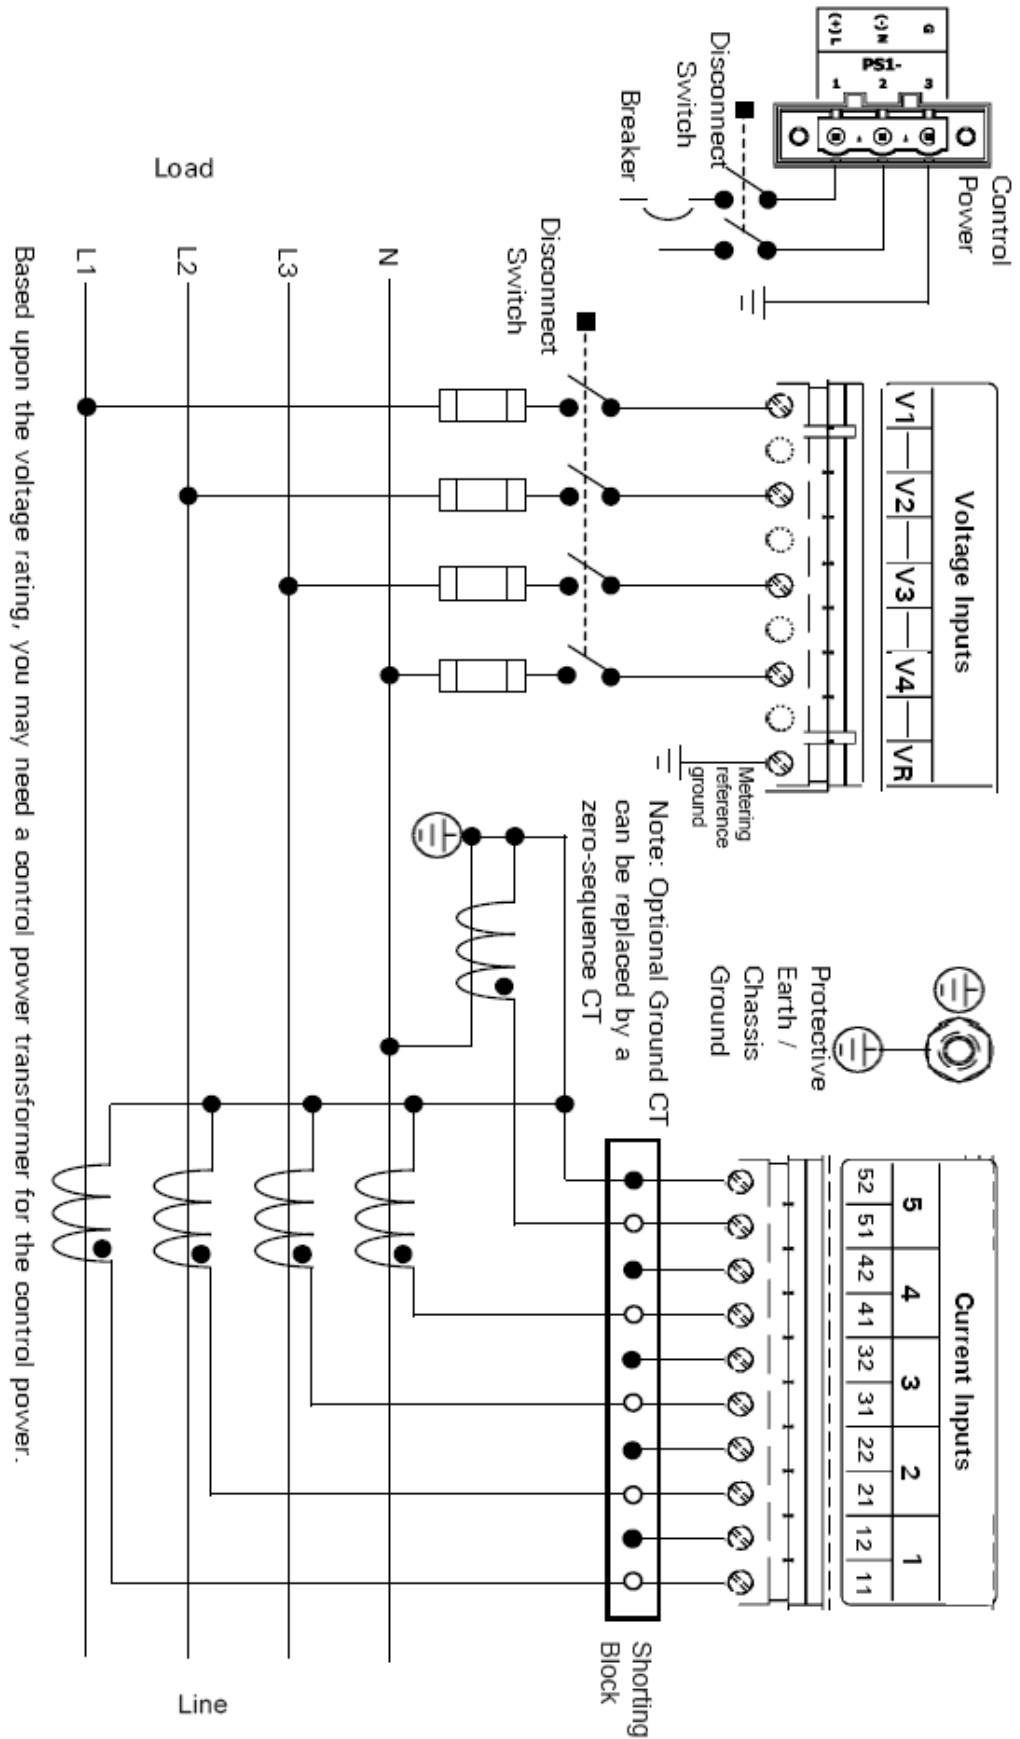 (+) L
(-) N
G
PS1-
1 2 3
Control
Power
Disconnect
Switch
Breaker
Load
L1
L2
L3
N
Disconnect
Switch
Voltage Inputs
V1
V2
V3
V4
VR
Metering
reference
ground
Note: Optional Ground CT
can be replaced by a
zero-sequence CT
Protective
Earth /
Chassis
Ground
Current Inputs
5 4 3 2 1
52 51 42 41 32 31 22 21 12 11
Shorting
Block
Line
Based upon the voltage rating, you may need a control power transformer for the control power.